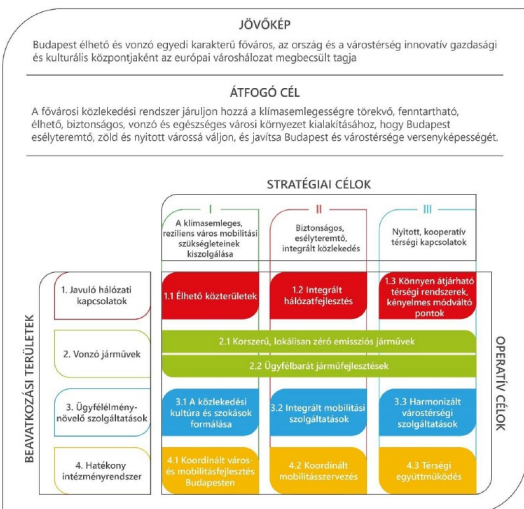 JÖVŐKÉP
Budapest élhető és vonzó egyedi karakterű főváros, az ország és a várostérség innovatív gazdasági
és kulturális központjaként az európai városhálózat megbecsült tagja
ÁTFOGÓ CÉL
A fővárosi közlekedési rendszer járuljon hozzá a klímasemlegességre törekvő, fenntartható,
élhető, biztonságos, vonzó és egészséges városi környezet kialakításához, hogy Budapest
esélyteremtő, zöld és nyitott várossá váljon, és javítsa Budapest és várostérsége versenyképességét.
STRATÉGIAI CÉLOK
I
A klímasemleges,
reziliens város mobilitási
szükségleteinek
kiszolgálása
II
Biztonságos,
esélyteremtő,
integrált közlekedés
III
Nyitott, kooperatív
térségi kapcsolatok
BEAVATKOZÁSI TERÜLETEK
OPERATÍV CÉLOK
1. Javuló hálózati
kapcsolatok
1.1 Élhető közterületek
1.2 Integrált
hálózatfejlesztés
1.3 Könnyen átjárható
térségi rendszerek,
kényelmes módváltó
pontok
2. Vonzó járművek
2.1 Korszerű, lokálisan zéró emissziós járművek
2.2 Ügyfélbarát járműfejlesztések
3. Ügyfélélmény-
növelő szolgáltatások
3.1 A közlekedési
kultúra és szokások
formálása
3.2 Integrált mobilitási
szolgáltatások
3.3 Harmonizált
várostérségi
szolgáltatások
4. Hatékony
intézményrendszer
4.1 Koordinált város-
és mobilitásfejlesztés
Budapesten
4.2 Koordinált
mobilitásszervezés
4.3 Térségi
együttműködés